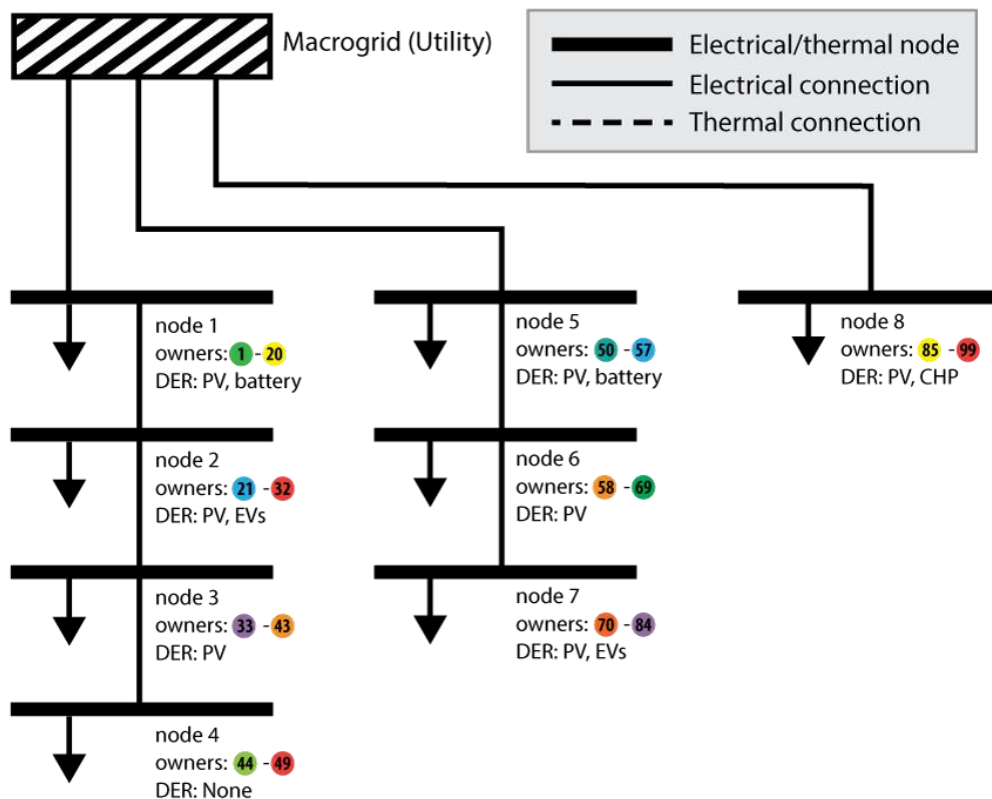 Macrogrid (Utility)
Electrical/thermal node
Electrical connection
Thermal connection
node 1
owners: 1 - 20
DER: PV, battery
node 2
owners: 21 - 32
DER: PV, EVs
node 3
owners: 33 - 43
DER: PV
node 4
owners: 44 - 49
DER: None
node 5
owners: 50 - 57
DER: PV, battery
node 6
owners: 58 - 69
DER: PV
node 7
owners: 70 - 84
DER: PV, EVs
node 8
owners: 85 - 99
DER: PV, CHP